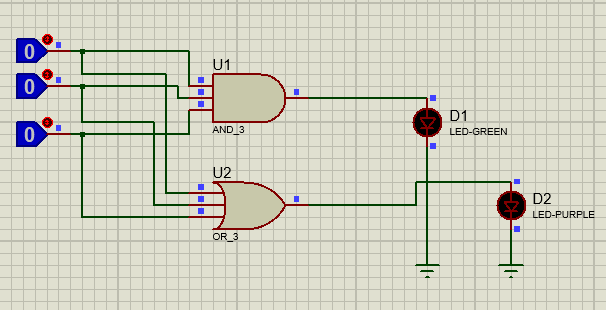 0
0
0
U1
AND_3
U2
OR_3
D1
LED-GREEN
D2
LED-PURPLE